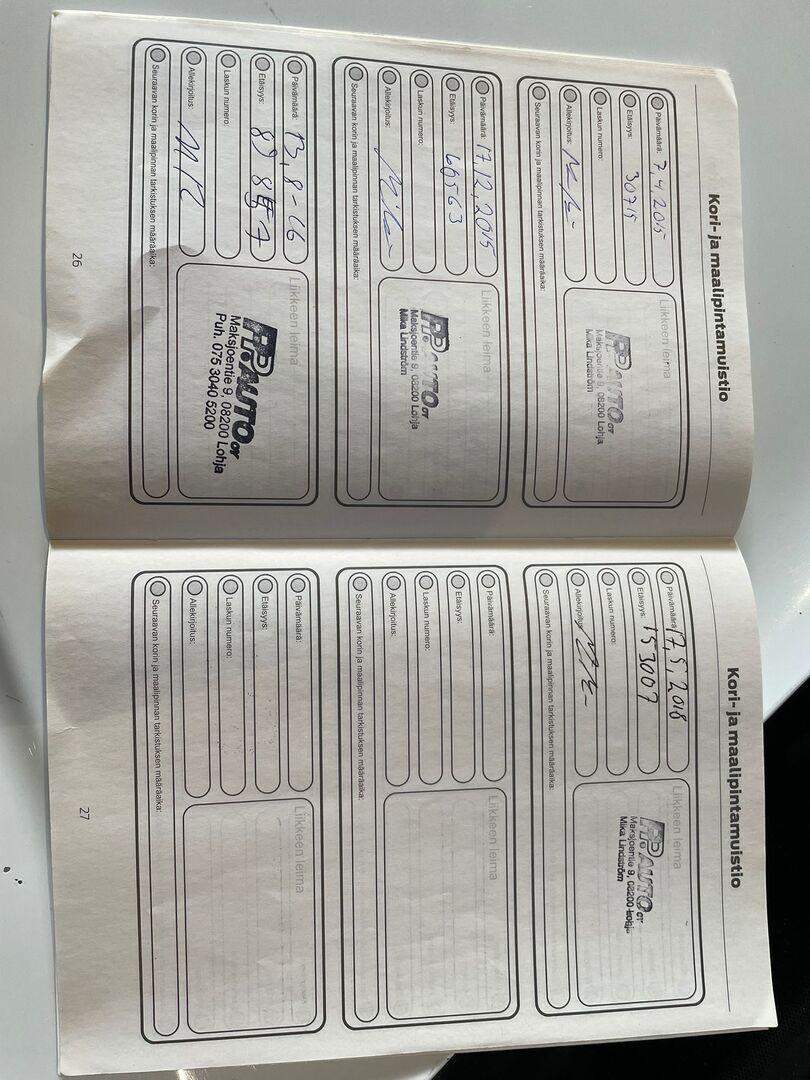 Kori- ja maalipintamuistio
Päivämäärä: 7.4.2015
Etäisyys: 30715
Laskun numero:
Allekirjoitus:
Seuraavan korin ja maalipinnan tarkistuksen määräaika:
Liikkeen leima
P.P. AUTO OY
Maksjoentie 9, 08200 Lohja
Mika Lindström
Päivämäärä: 17.12.2015
Etäisyys: 60563
Laskun numero:
Allekirjoitus:
Seuraavan korin ja maalipinnan tarkistuksen määräaika:
Liikkeen leima
P.P. AUTO OY
Maksjoentie 9, 08200 Lohja
Mika Lindström
Päivämäärä: 13.8-16
Etäisyys:
Laskun numero:
Allekirjoitus:
Seuraavan korin ja maalipinnan tarkistuksen määräaika:
Liikkeen leima
P.P. AUTO OY
Maksjoentie 9, 08200 Lohja
Puh. 075 3040 5200
26
Kori- ja maalipintamuistio
Päivämäärä: 17.5.2018
Etäisyys: 153007
Laskun numero:
Allekirjoitus:
Seuraavan korin ja maalipinnan tarkistuksen määräaika:
Liikkeen leima
P.P. AUTO OY
Maksjoentie 9, 08200 Lohja
Mika Lindström
Päivämäärä:
Etäisyys:
Laskun numero:
Allekirjoitus:
Seuraavan korin ja maalipinnan tarkistuksen määräaika:
Liikkeen leima
Päivämäärä:
Etäisyys:
Laskun numero:
Allekirjoitus:
Seuraavan korin ja maalipinnan tarkistuksen määräaika:
Liikkeen leima
27